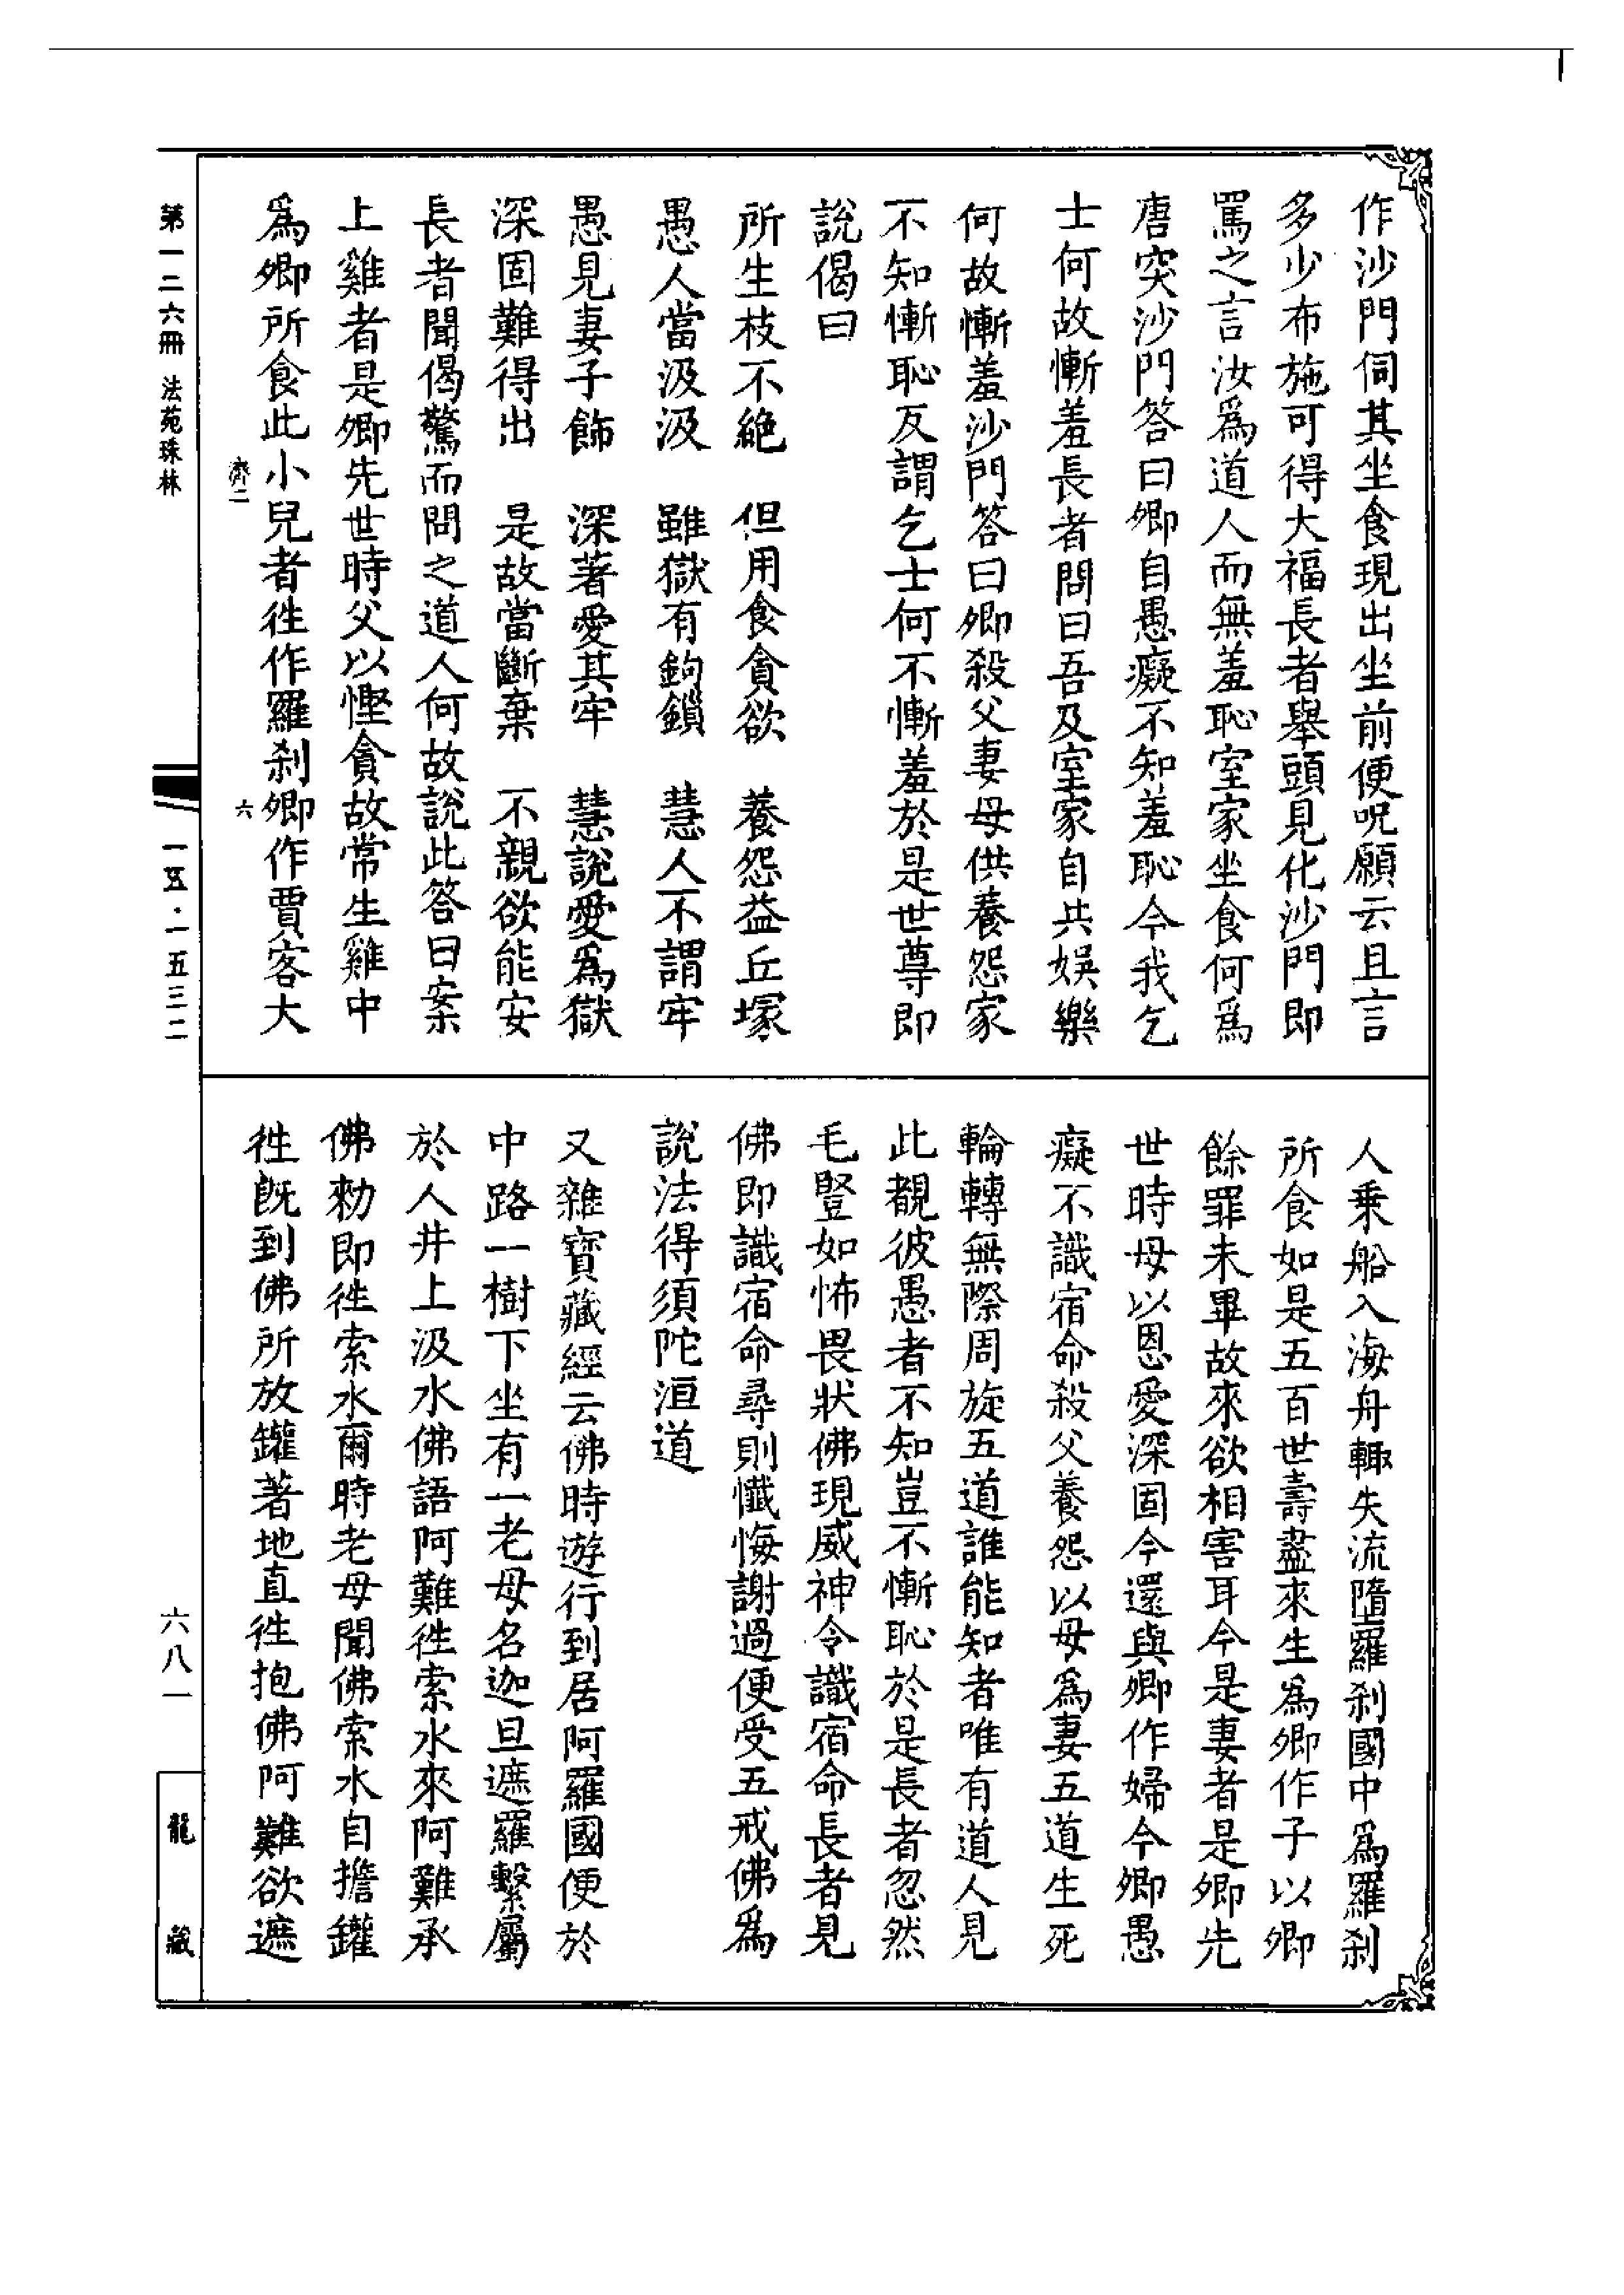 作沙門伺其坐食現出坐前便呪願云且言
多少布施可得大福長者舉頭見化沙門即
罵之言汝爲道人而無羞恥室家坐食何爲
唐突沙門答曰卿自愚癡不知羞恥今我乞
士何故慚羞長者問曰吾及室家自共娛樂
何故慚羞沙門答曰卿殺父妻母供養怨家
不知慚恥反謂乞士何不慚羞於是世尊即
說偈曰
所生枝不絕　但用食貪欲　養怨益丘塚
愚人當汲汲　雖獄有鉤鎖　慧人不謂牢
愚見妻子飾　深著愛其牢　慧說愛爲獄
深固難得出　是故當斷棄　不親欲能安
長者聞偈驚而問之道人何故說此答曰案
上雞者是卿先世時父以慳貪故常生雞中
爲卿所食此小兒者徃作羅刹卿作賈客大
人乗船入海舟輒失流墮羅刹國中爲羅刹
所食如是五百世壽盡來生爲卿作子以卿
餘罪未畢故來欲相害耳今是妻者是卿先
世時母以恩愛深固今還與卿作婦今卿愚
癡不識宿命殺父養怨以母爲妻五道生死
輪轉無際周旋五道誰能知者唯有道人見
此覩彼愚者不知豈不慚恥於是長者忽然
毛豎如怖畏狀佛現威神令識宿命長者見
佛即識宿命尋則懺悔謝過便受五戒佛爲
說法得須陀洹道
又雜寶藏經云佛時遊行到居阿羅國便於
中路一樹下坐有一老母名迦旦遮羅繫屬
於人井上汲水佛語阿難徃索水來阿難承
佛勑即徃索水爾時老母聞佛索水自擔鑵
徃旣到佛所放鑵著地直徃抱佛阿難欲遮
濟二
六
第一二六冊　法苑珠林
一五·一五三二
六八一
龍藏